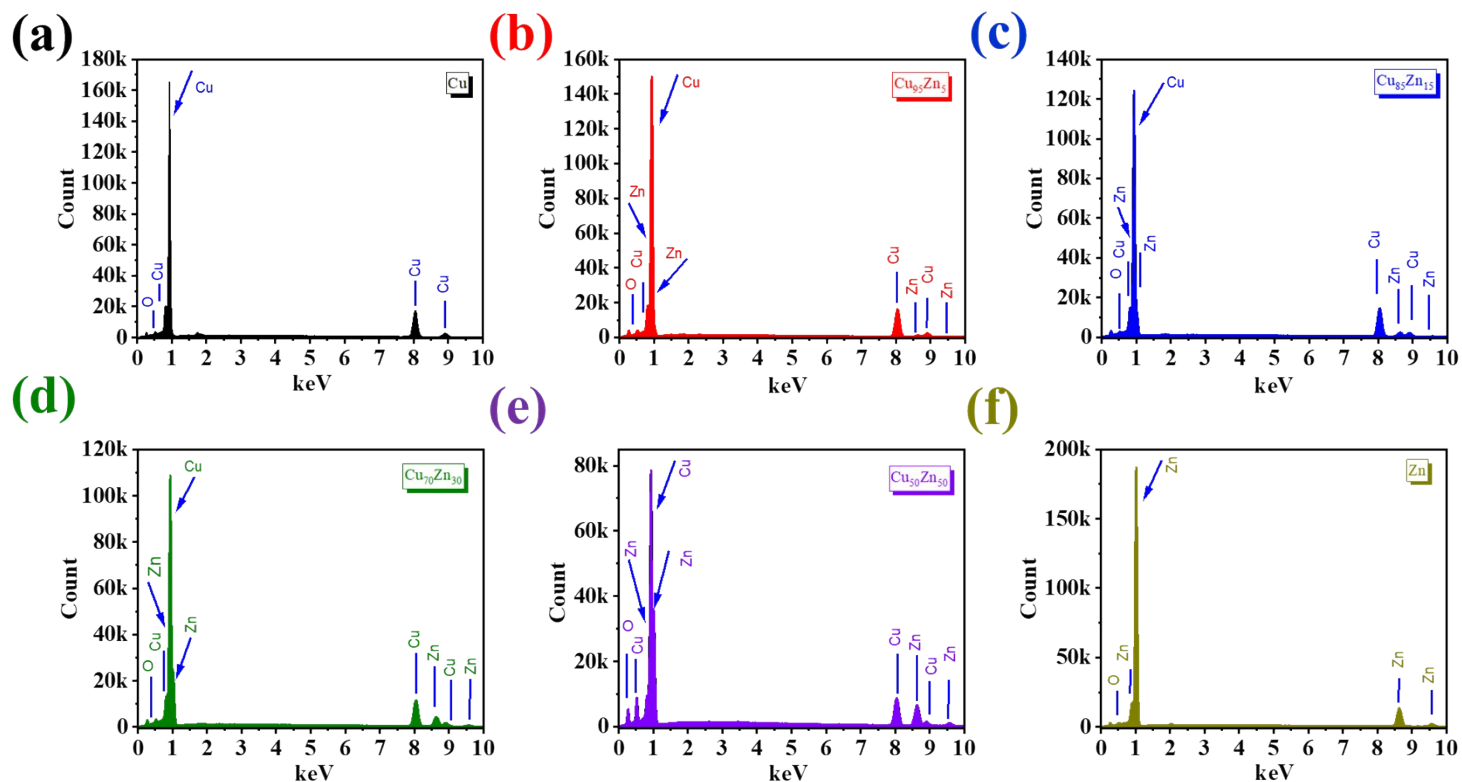 (a)
180k
160k
140k
120k
100k
80k
60k
40k
20k
0
Count
Cu
Cu
O
Cu
Cu
Cu
0 1 2 3 4 5 6 7 8 9 10
keV
(b)
160k
140k
120k
100k
80k
60k
40k
20k
0
Count
Cu₉₅Zn₅
Cu
Zn
Zn
O
Cu
Cu
Zn
Cu
Zn
0 1 2 3 4 5 6 7 8 9 10
keV
(c)
140k
120k
100k
80k
60k
40k
20k
0
Count
Cu₈₅Zn₁₅
Cu
Zn
Zn
O
Cu
Cu
Zn
Cu
Zn
0 1 2 3 4 5 6 7 8 9 10
keV
(d)
120k
100k
80k
60k
40k
20k
0
Count
Cu₇₀Zn₃₀
Cu
Zn
Zn
O
Cu
Cu
Zn
Cu
Zn
0 1 2 3 4 5 6 7 8 9 10
keV
(e)
80k
60k
40k
20k
0
Count
Cu₅₀Zn₅₀
Cu
Zn
Zn
O
Cu
Cu
Zn
Cu
Zn
0 1 2 3 4 5 6 7 8 9 10
keV
(f)
200k
150k
100k
50k
0
Count
Zn
Zn
O
Zn
Zn
Zn
0 1 2 3 4 5 6 7 8 9 10
keV